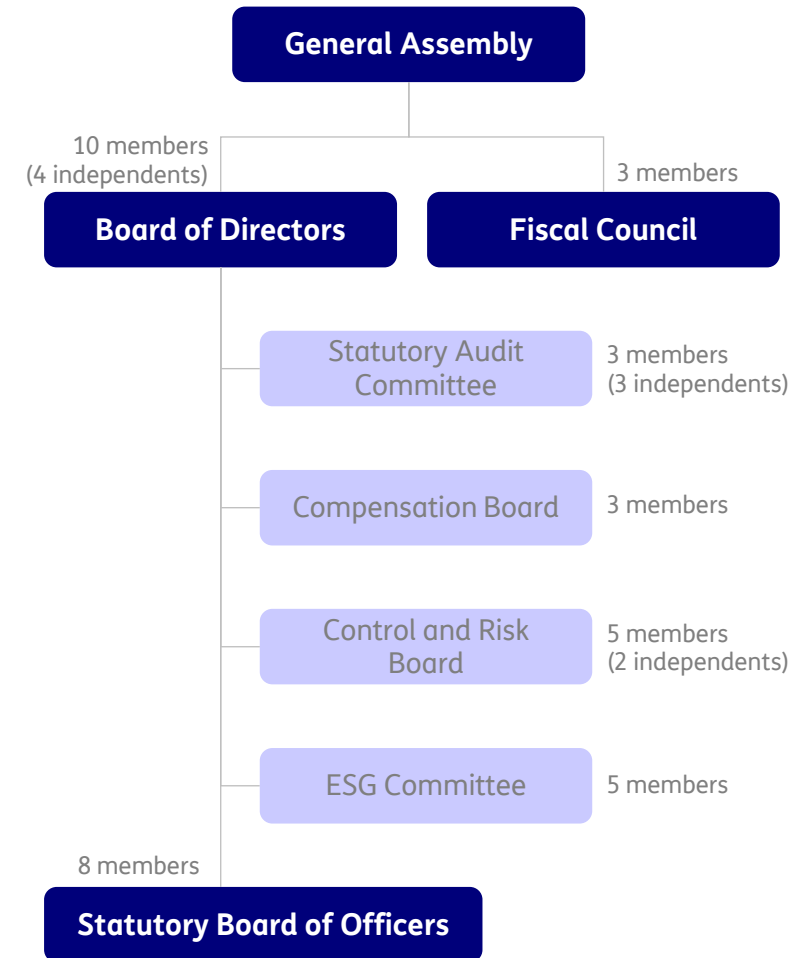 General Assembly
10 members
(4 independents)
3 members
Board of Directors
Fiscal Council
Statutory Audit
Committee
3 members
(3 independents)
Compensation Board
3 members
Control and Risk
Board
5 members
(2 independents)
ESG Committee
5 members
8 members
Statutory Board of Officers